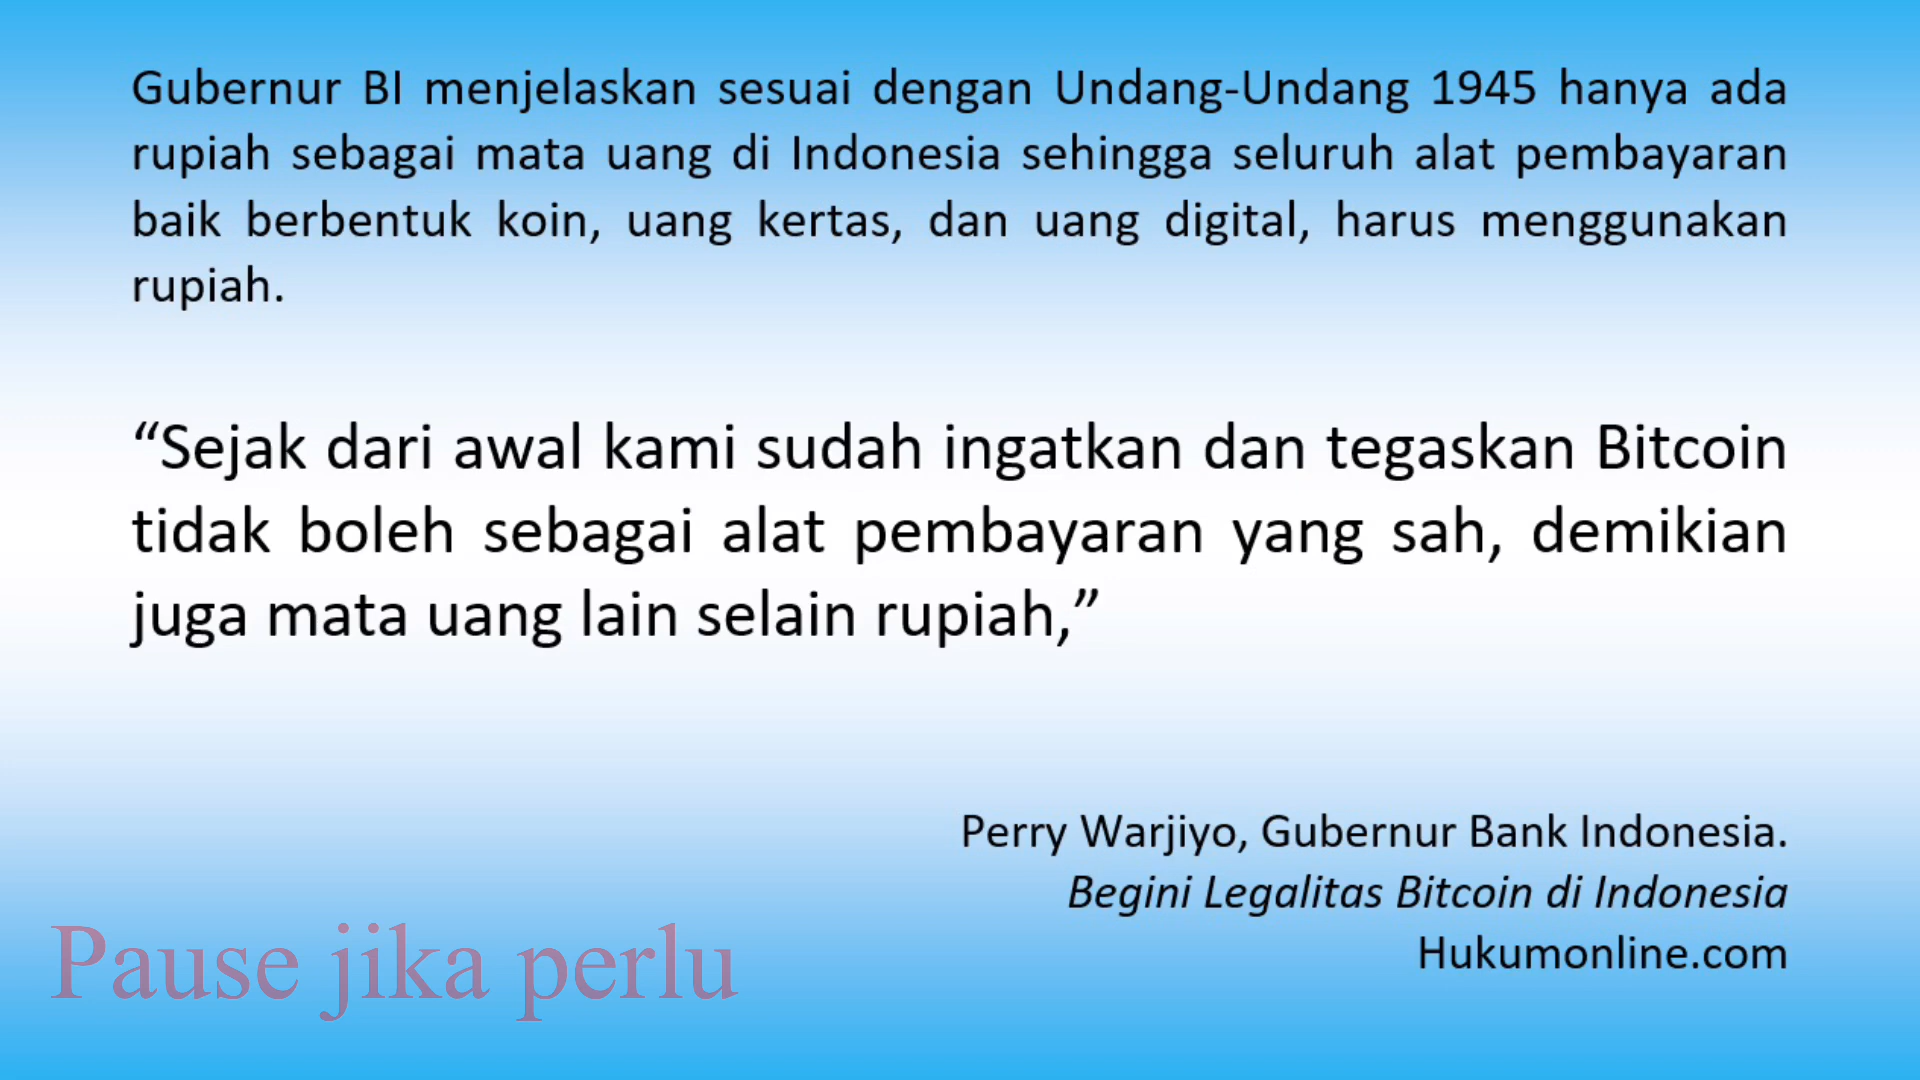 Gubernur BI menjelaskan sesuai dengan Undang-Undang 1945 hanya ada
rupiah sebagai mata uang di Indonesia sehingga seluruh alat pembayaran
baik berbentuk koin, uang kertas, dan uang digital, harus menggunakan
rupiah.
“Sejak dari awal kami sudah ingatkan dan tegaskan Bitcoin
tidak boleh sebagai alat pembayaran yang sah, demikian
juga mata uang lain selain rupiah,”
Perry Warjiyo, Gubernur Bank Indonesia.
Begini Legalitas Bitcoin di Indonesia
Hukumonline.com
Pause jika perlu